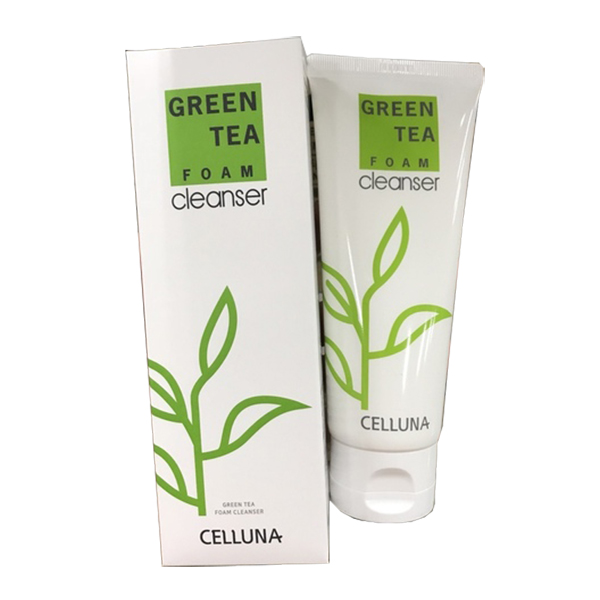 GREEN
TEA
FOAM
cleanser
GREEN TEA
FOAM CLEANSER
CELLUNA
GREEN
TEA
FOAM
cleanser
CELLUNA